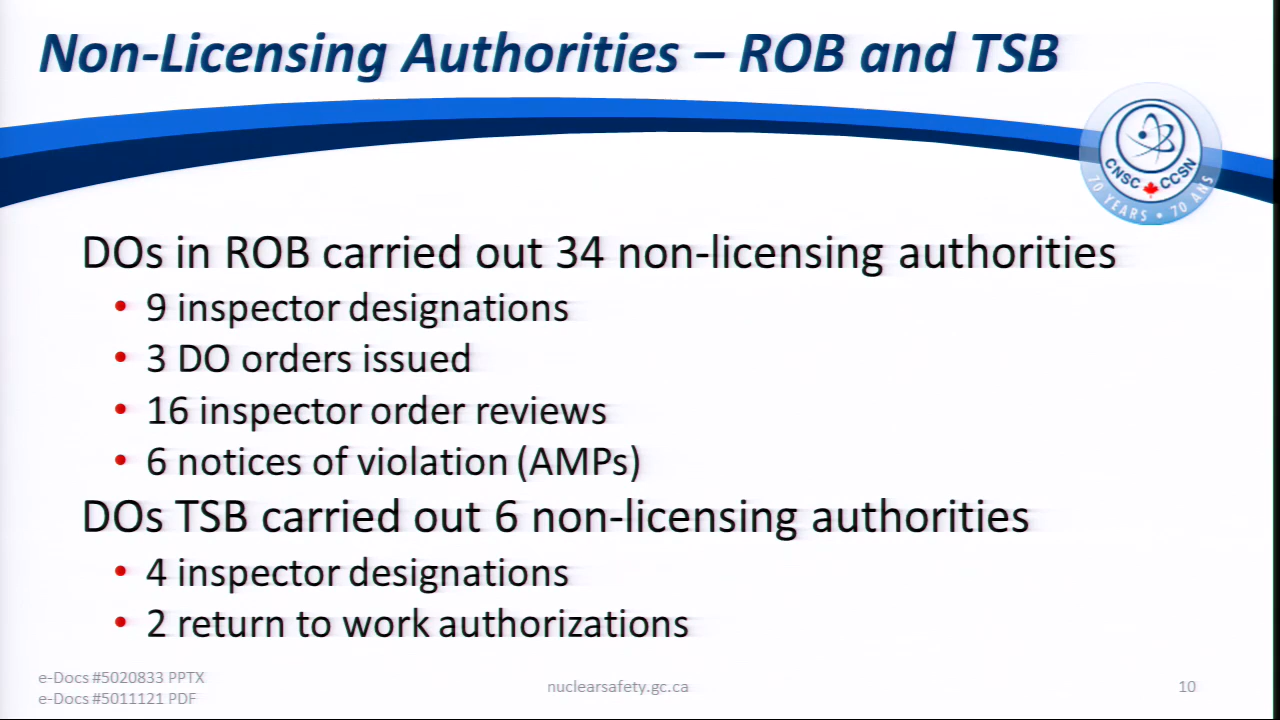 Non-Licensing Authorities – ROB and TSB
CNSC CCSN
70 YEARS • 70 ANS
DOs in ROB carried out 34 non-licensing authorities
• 9 inspector designations
• 3 DO orders issued
• 16 inspector order reviews
• 6 notices of violation (AMPs)
DOs TSB carried out 6 non-licensing authorities
• 4 inspector designations
• 2 return to work authorizations
e-Docs #5020833 PPTX
e-Docs #5011121 PDF
nuclearsafety.gc.ca
10